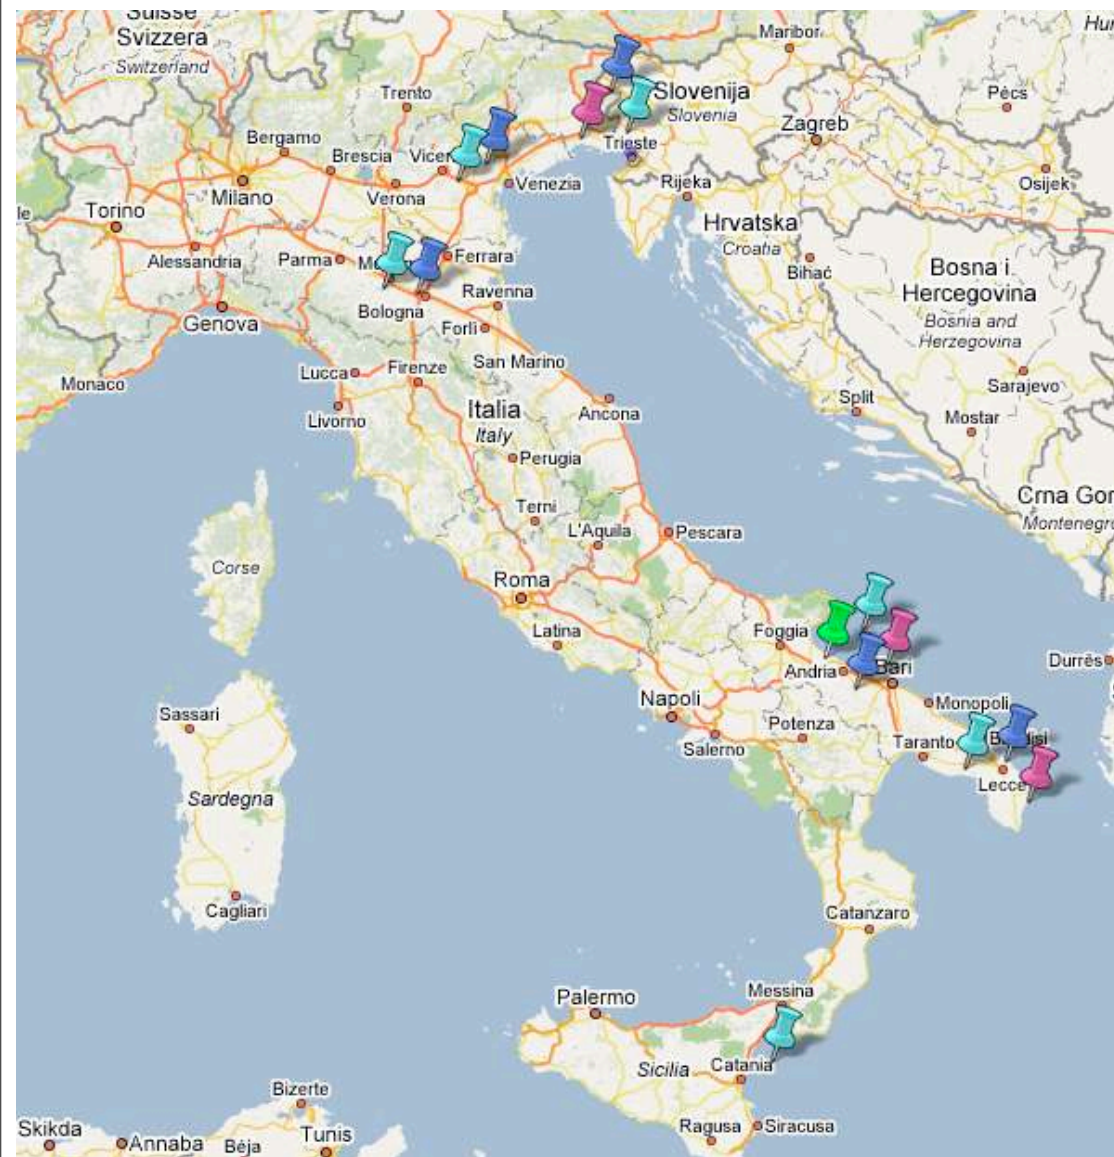 Suisse
Svizzera
Switzerland
Maribor
Trento
Slovenija
Slovenia
Pécs
Bergamo
Brescia
Zagreb
Trieste
Milano
Verona
Venezia
Rijeka
Osijek
Torino
Hrvatska
Croatia
Alessandria
Parma
Ferrara
Bihać
Bosna i
Hercegovina
Bosnia and
Herzegovina
Ravenna
Bologna
Genova
Forlì
San Marino
Monaco
Lucca
Firenze
Sarajevo
Split
Livorno
Italia
Italy
Ancona
Mostar
Perugia
Terni
Crna Gor
Montenegro
L'Aquila
Pescara
Corse
Roma
Latina
Foggia
Andria
Bari
Durrës
Napoli
Monopoli
Sassari
Potenza
Salerno
Taranto
Lecce
Sardegna
Cagliari
Catanzaro
Messina
Palermo
Sicilia
Catania
Bizerte
Skikda
Annaba
Béja
Tunis
Ragusa
Siracusa